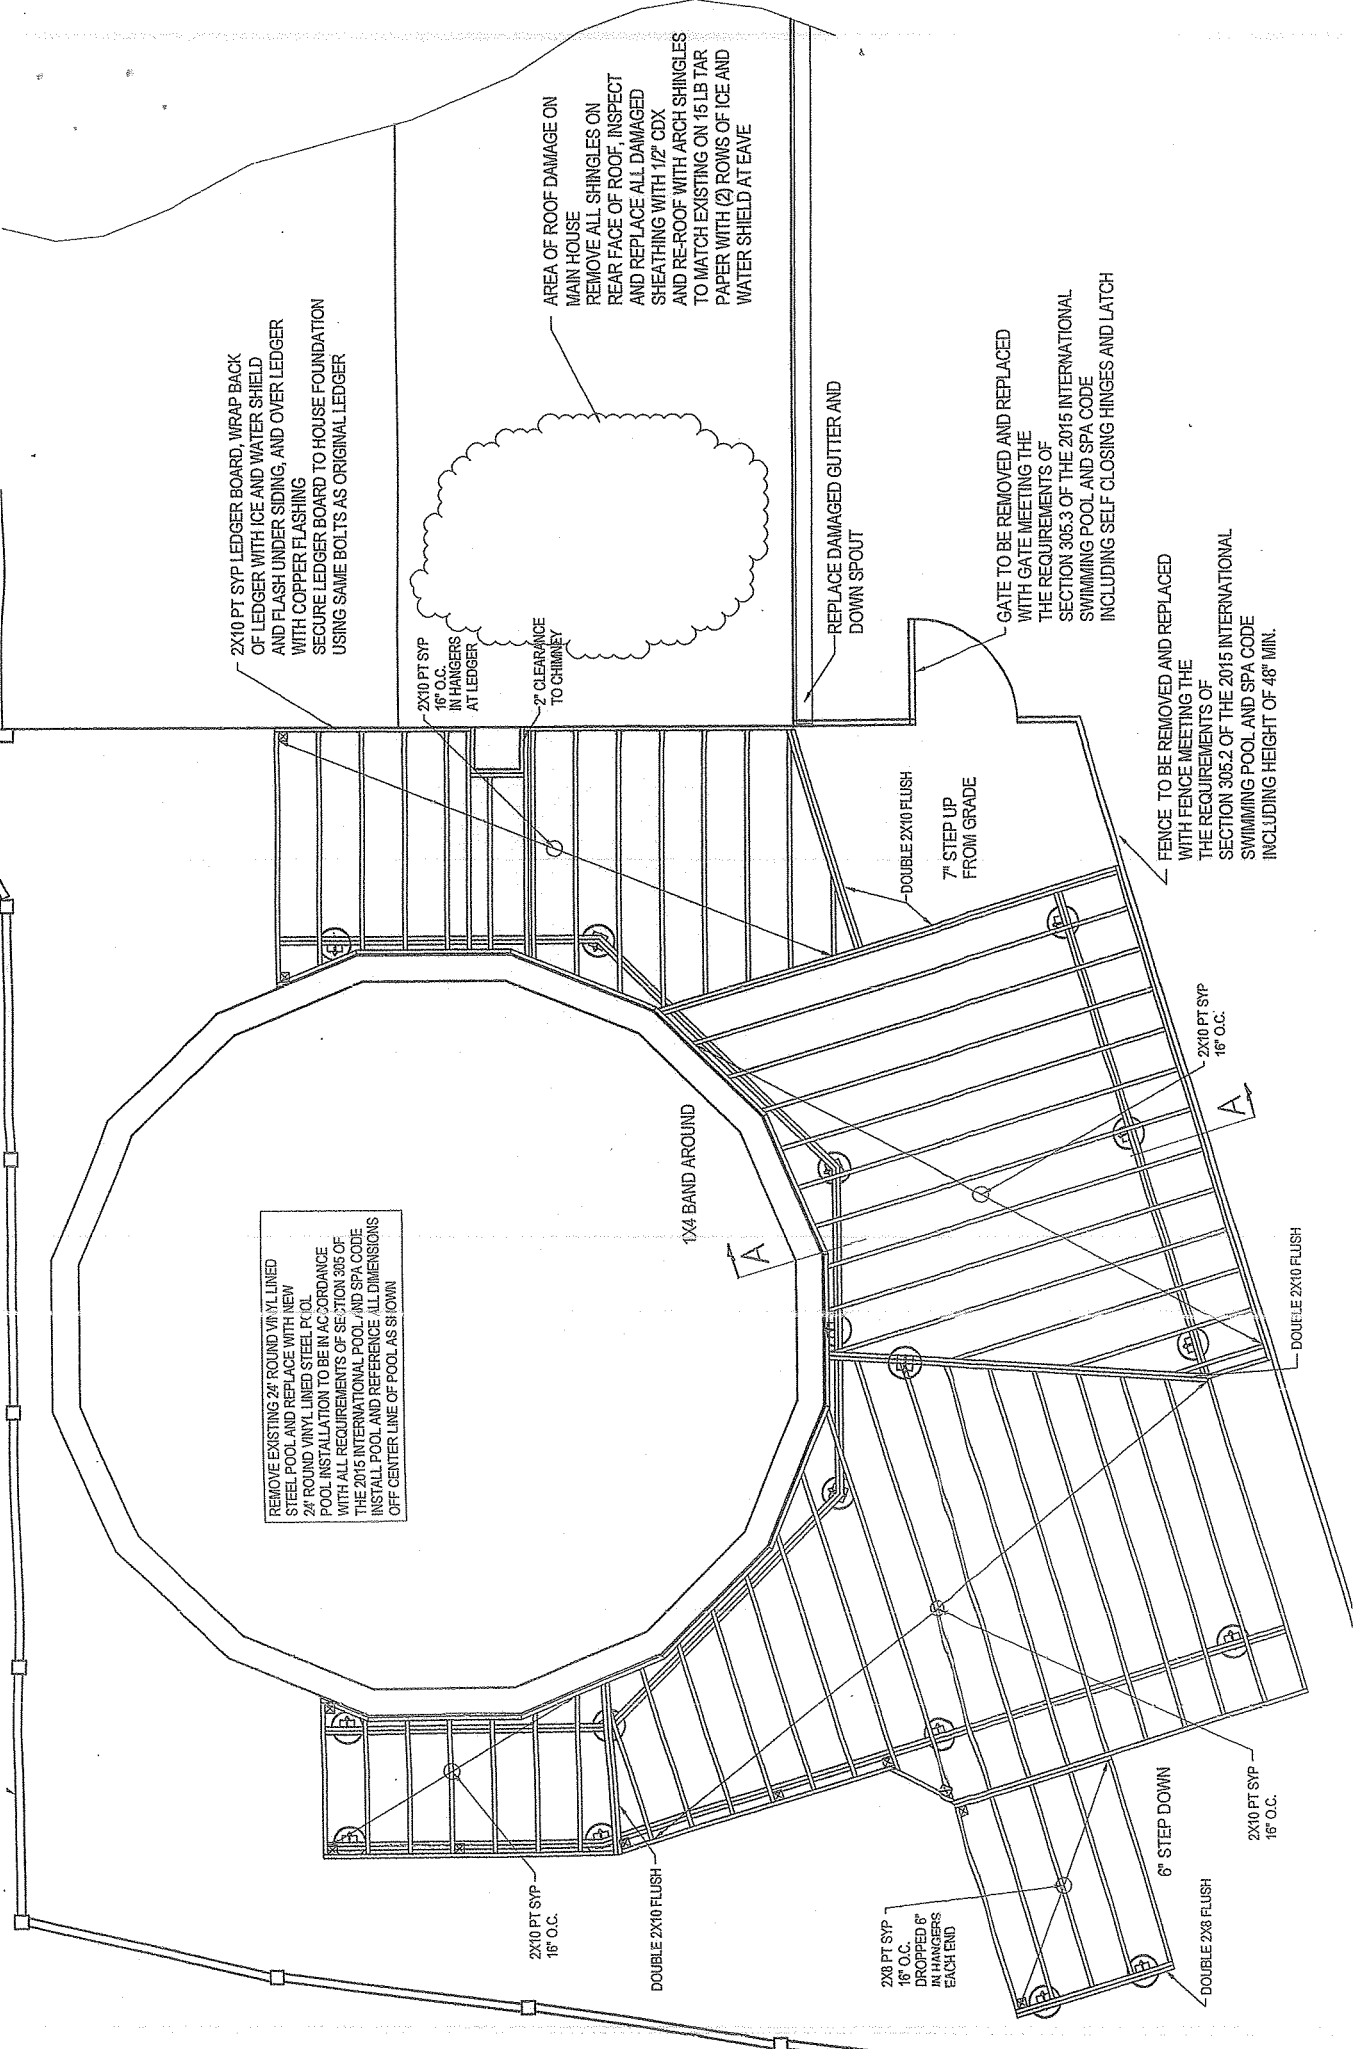 2X10 PT SYP LEDGER BOARD, WRAP BACK
OF LEDGER WITH ICE AND WATER SHIELD
AND FLASH UNDER SIDING, AND OVER LEDGER
WITH COPPER FLASHING
SECURE LEDGER BOARD TO HOUSE FOUNDATION
USING SAME BOLTS AS ORIGINAL LEDGER
AREA OF ROOF DAMAGE ON
MAIN HOUSE
REMOVE ALL SHINGLES ON
REAR FACE OF ROOF, INSPECT
AND REPLACE ALL DAMAGED
SHEATHING WITH 1/2" CDX
AND RE-ROOF WITH ARCH SHINGLES
TO MATCH EXISTING ON 15 LB TAR
PAPER WITH (2) ROWS OF ICE AND
WATER SHIELD AT EAVE
2X10 PT SYP
16" O.C.
IN HANGERS
AT LEDGER
2" CLEARANCE
TO CHIMNEY
REPLACE DAMAGED GUTTER AND
DOWN SPOUT
GATE TO BE REMOVED AND REPLACED
WITH GATE MEETING THE
THE REQUIREMENTS OF
SECTION 305.3 OF THE 2015 INTERNATIONAL
SWIMMING POOL AND SPA CODE
INCLUDING SELF CLOSING HINGES AND LATCH
FENCE TO BE REMOVED AND REPLACED
WITH FENCE MEETING THE
THE REQUIREMENTS OF
SECTION 305.2 OF THE 2015 INTERNATIONAL
SWIMMING POOL AND SPA CODE
INCLUDING HEIGHT OF 48" MIN.
DOUBLE 2X10 FLUSH
7" STEP UP
FROM GRADE
REMOVE EXISTING 24' ROUND VINYL LINED
STEEL POOL AND REPLACE WITH NEW
24' ROUND VINYL LINED STEEL POOL
POOL INSTALLATION TO BE IN ACCORDANCE
WITH ALL REQUIREMENTS OF SECTION 305 OF
THE 2015 INTERNATIONAL POOL AND SPA CODE
INSTALL POOL AND REFERENCE ALL DIMENSIONS
OFF CENTER LINE OF POOL AS SHOWN
1X4 BAND AROUND
A
A
2X10 PT SYP
16" O.C.
DOUBLE 2X10 FLUSH
2X10 PT SYP
16" O.C.
DOUBLE 2X10 FLUSH
2X8 PT SYP
16" O.C.
DROPPED 6"
IN HANGERS
EACH END
6" STEP DOWN
2X10 PT SYP
16" O.C.
DOUBLE 2X8 FLUSH